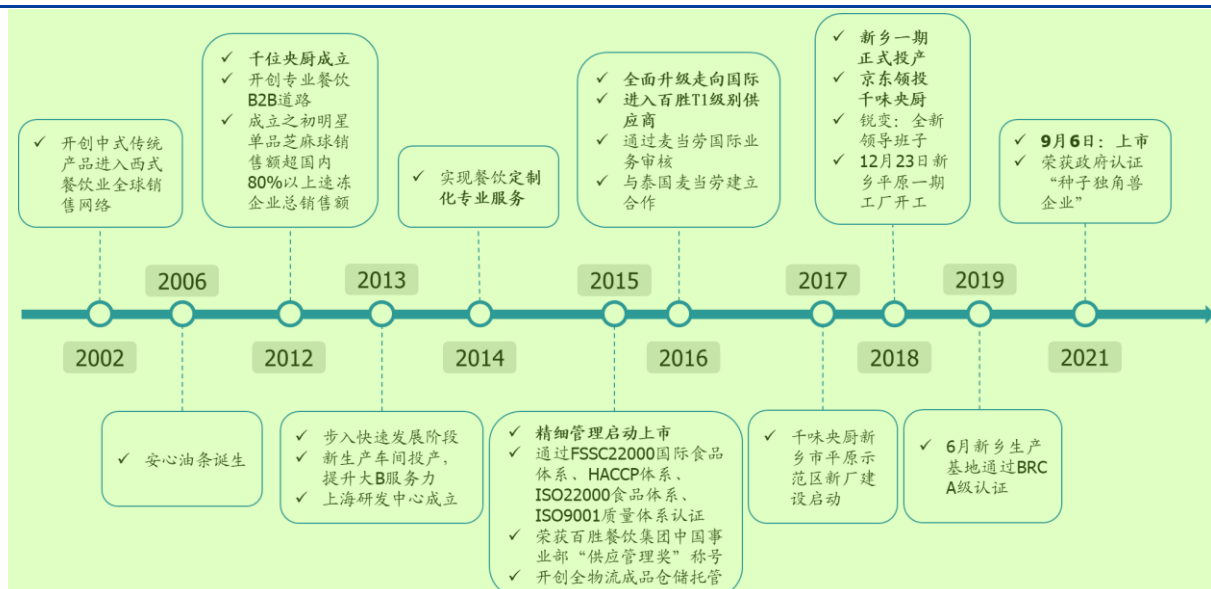 开创中式传统
产品进入西式
餐饮业全球销
售网络
千位央厨成立
开创专业餐饮
B2B道路
成立之初明星
单品芝麻球销
售额超国内
80%以上速冻
企业总销售额
实现餐饮定制
化专业服务
全面升级走向国际
进入百胜T1级别供
应商
通过麦当劳国际业
务审核
与泰国麦当劳建立
合作
新乡一期
正式投产
京东领投
千味央厨
锐变：全新
领导班子
12月23日新
乡平原一期
工厂开工
9月6日：上市
荣获政府认证
“种子独角兽
企业”
2006
2013
2015
2017
2019
2002
2012
2014
2016
2018
2021
安心油条诞生
步入快速发展阶段
新生产车间投产，
提升大B服务力
上海研发中心成立
精细管理启动上市
通过FSSC22000国际食品
体系、HACCP体系、
ISO22000食品体系、
ISO9001质量体系认证
荣获百胜餐饮集团中国事
业部“供应管理奖”称号
开创全物流成品仓储托管
千味央厨新
乡市平原示
范区新厂建
设启动
6月新乡生产
基地通过BRC
A级认证